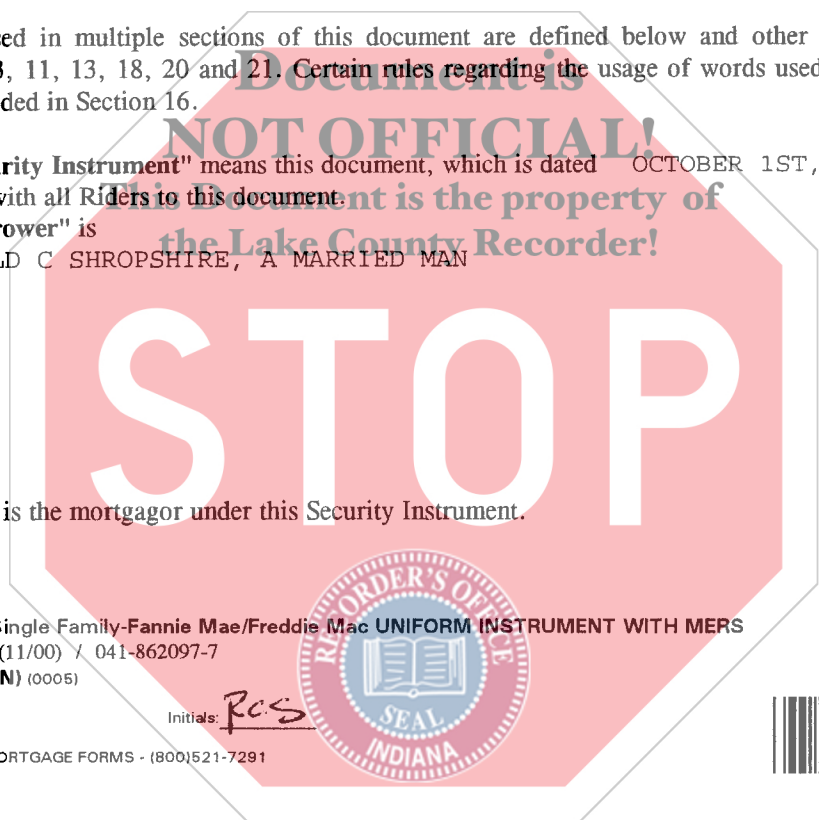 ed in multiple sections of this document are defined below and other
, 11, 13, 18, 20 and 21. Certain rules regarding the usage of words used
ded in Section 16.
Document is
NOT OFFICIAL!
This Document is the property of
the Lake County Recorder!
rity Instrument" means this document, which is dated OCTOBER 1ST,
with all Riders to this document.
ower" is
LD C SHROPSHIRE, A MARRIED MAN
STOP
is the mortgagor under this Security Instrument.
Single Family-Fannie Mae/Freddie Mac UNIFORM INSTRUMENT WITH MERS
(11/00) / 041-862097-7
N) (0005)
Initials: RCS
ORTGAGE FORMS - (800)521-7291
RECORDER'S OFFICE
SEAL
INDIANA